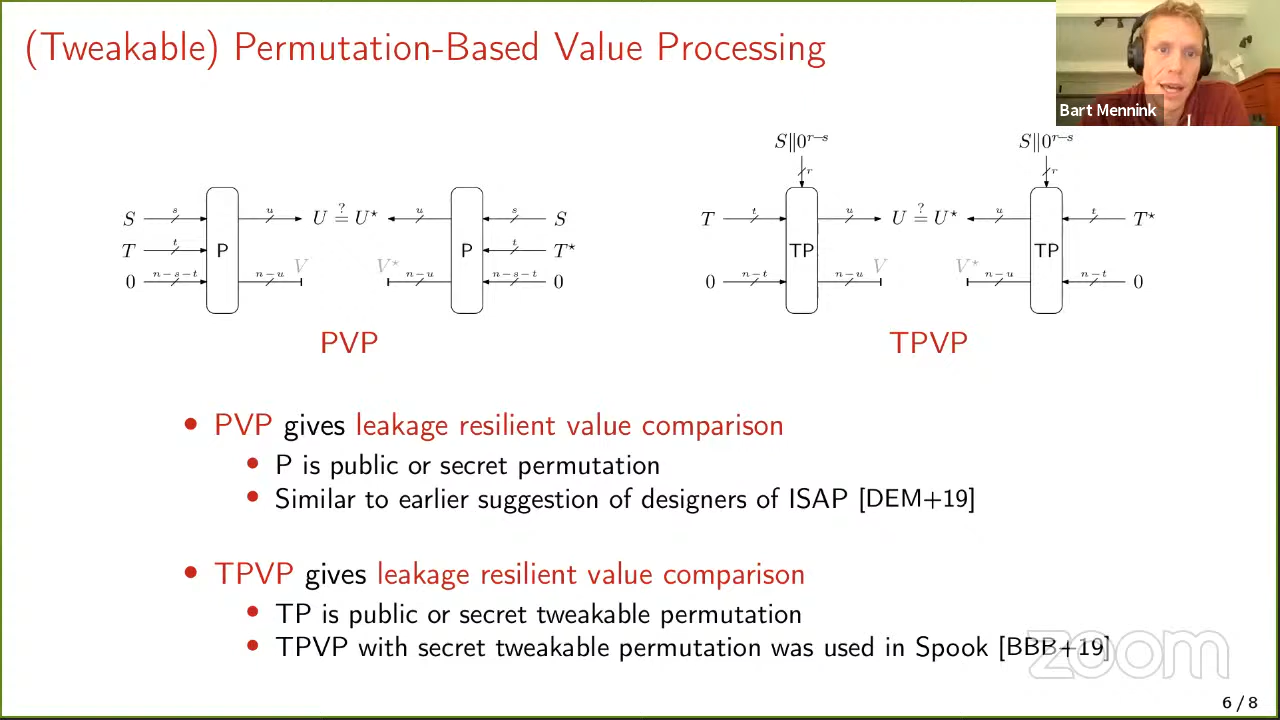 (Tweakable) Permutation-Based Value Processing
Bart Mennink
S∥0^{r−s} S∥0^{r−s}
r r
S s u U ≟ U⋆ u s S
T t P P t T⋆
0 n−s−t n−u V V⋆ n−u n−s−t 0
T t u U ≟ U⋆ u t T⋆
TP TP
0 n−t n−u V V⋆ n−u n−t 0
PVP TPVP
• PVP gives leakage resilient value comparison
• P is public or secret permutation
• Similar to earlier suggestion of designers of ISAP [DEM+19]
• TPVP gives leakage resilient value comparison
• TP is public or secret tweakable permutation
• TPVP with secret tweakable permutation was used in Spook [BBB+19]
zoom
6 / 8